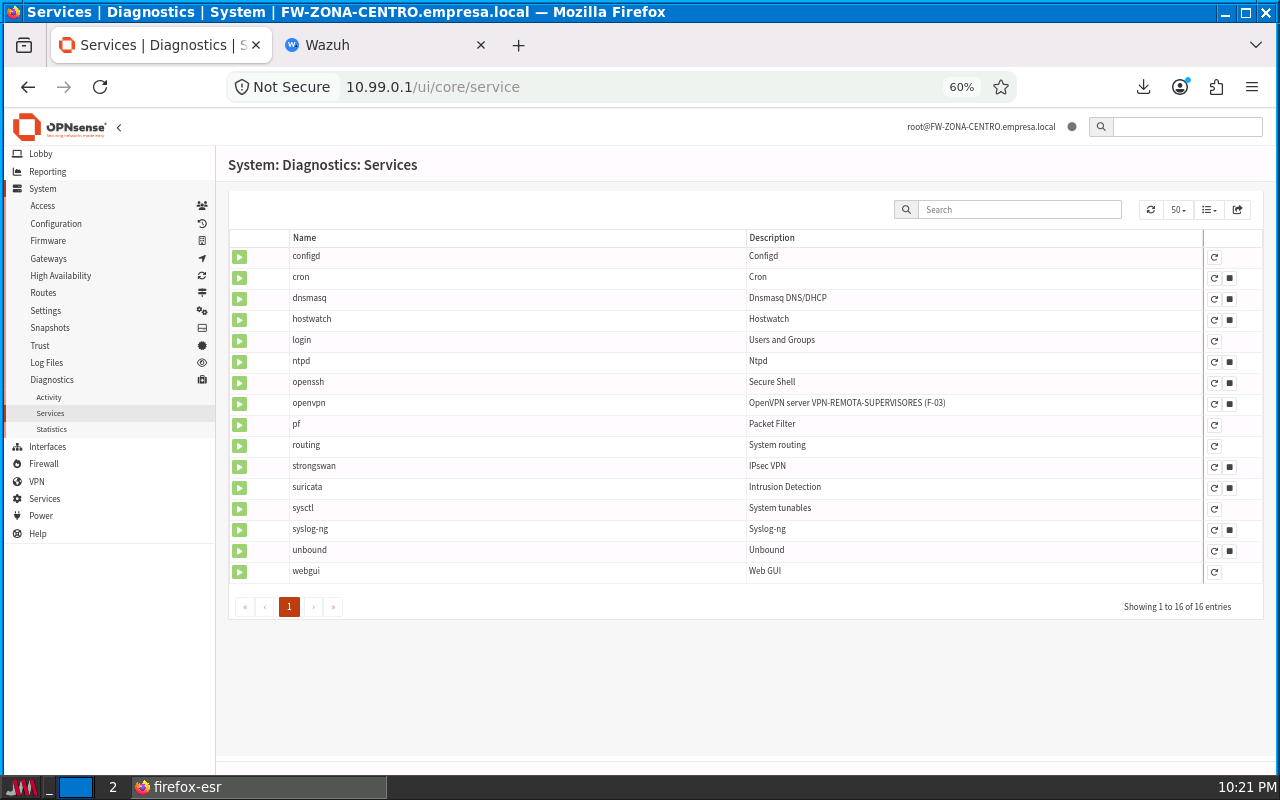 Services | Diagnostics | System | FW-ZONA-CENTRO.empresa.local — Mozilla Firefox
Services | Diagnostics | S
Wazuh
Not Secure
10.99.0.1/ui/core/service
60%
OPNsense
root@FW-ZONA-CENTRO.empresa.local
Lobby
Reporting
System
Access
Configuration
Firmware
Gateways
High Availability
Routes
Settings
Snapshots
Trust
Log Files
Diagnostics
Activity
Services
Statistics
Interfaces
Firewall
VPN
Services
Power
Help
System: Diagnostics: Services
Search
50
Name Description
configd Configd
cron Cron
dnsmasq Dnsmasq DNS/DHCP
hostwatch Hostwatch
login Users and Groups
ntpd Ntpd
openssh Secure Shell
openvpn OpenVPN server VPN-REMOTA-SUPERVISORES (F-03)
pf Packet Filter
routing System routing
strongswan IPsec VPN
suricata Intrusion Detection
sysctl System tunables
syslog-ng Syslog-ng
unbound Unbound
webgui Web GUI
« ‹ 1 › »
Showing 1 to 16 of 16 entries
2
firefox-esr
10:21 PM